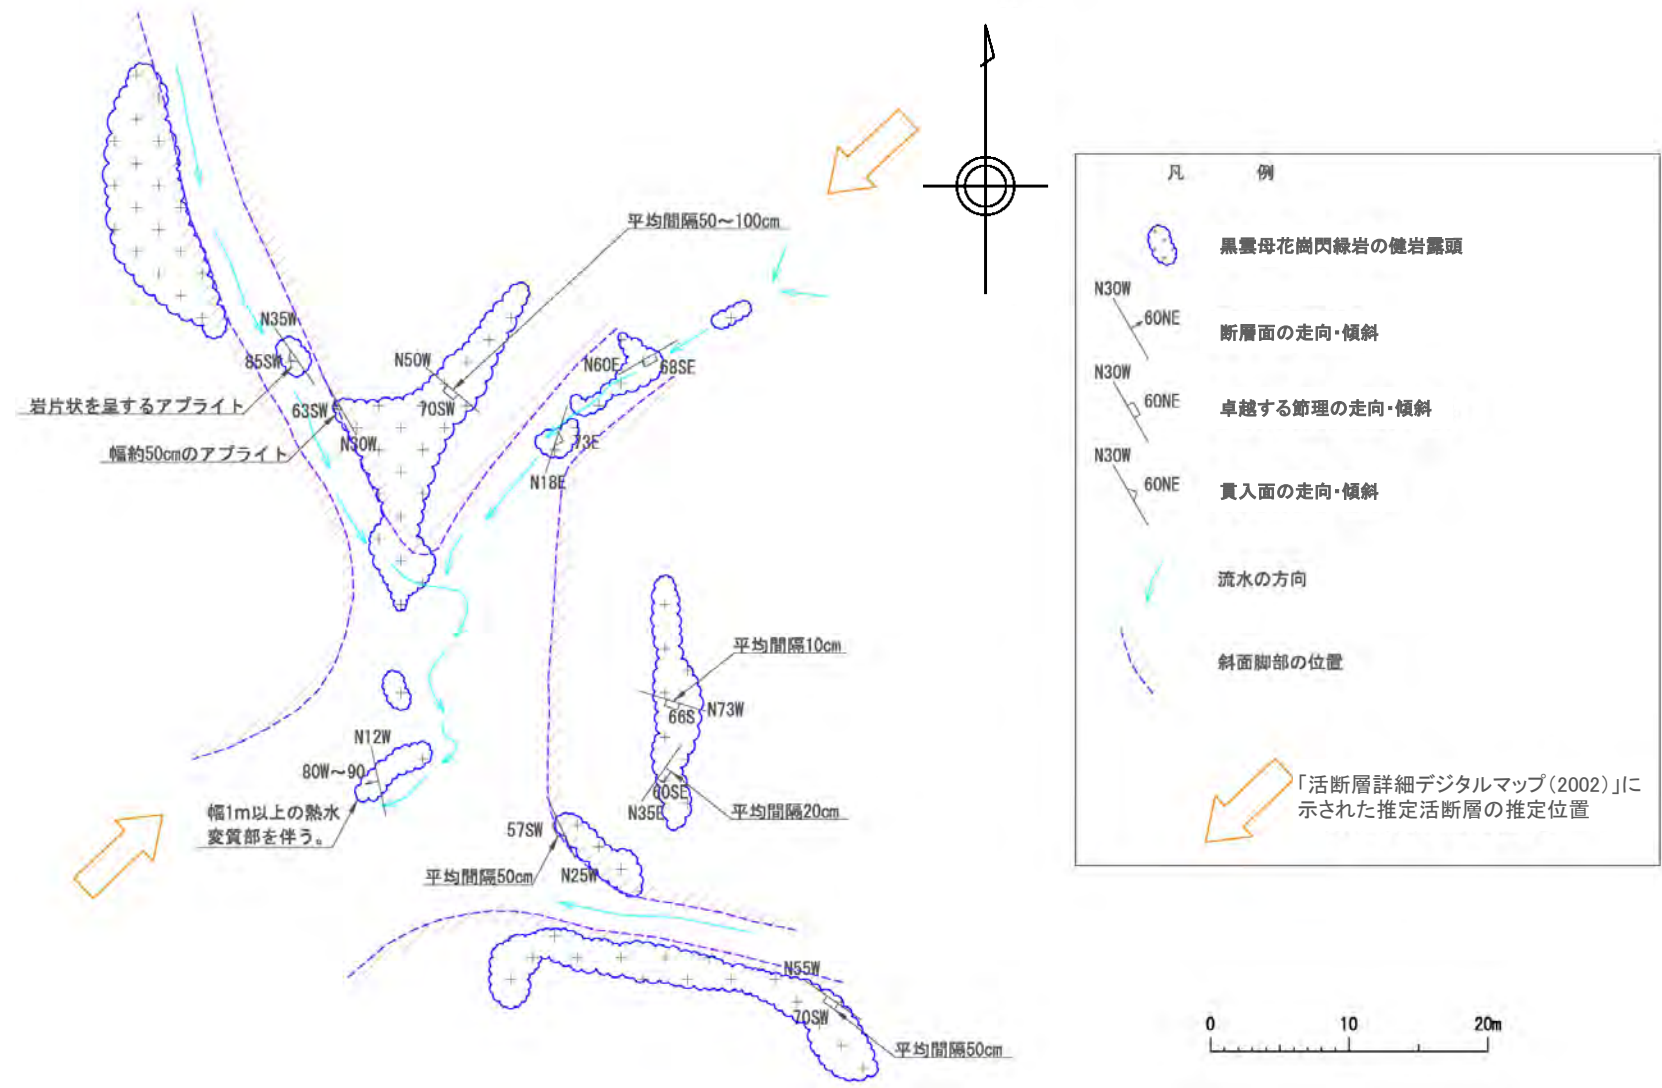 平均間隔50～100cm
N35W
85SW
岩片状を呈するアプライト
63SW
N30W
幅約50cmのアプライト
N50W
70SW
N60E
68SE
73E
N18E
平均間隔10cm
66S
N73W
60SE
N35E
平均間隔20cm
N12W
80W～90
幅1m以上の熱水
変質部を伴う。
57SW
N25W
平均間隔50cm
N55W
70SW
平均間隔50cm
凡 例
黒雲母花崗閃緑岩の健岩露頭
N30W
60NE
断層面の走向・傾斜
N30W
60NE
卓越する節理の走向・傾斜
N30W
60NE
貫入面の走向・傾斜
流水の方向
斜面脚部の位置
「活断層詳細デジタルマップ（2002）」に
示された推定活断層の推定位置
0 10 20m